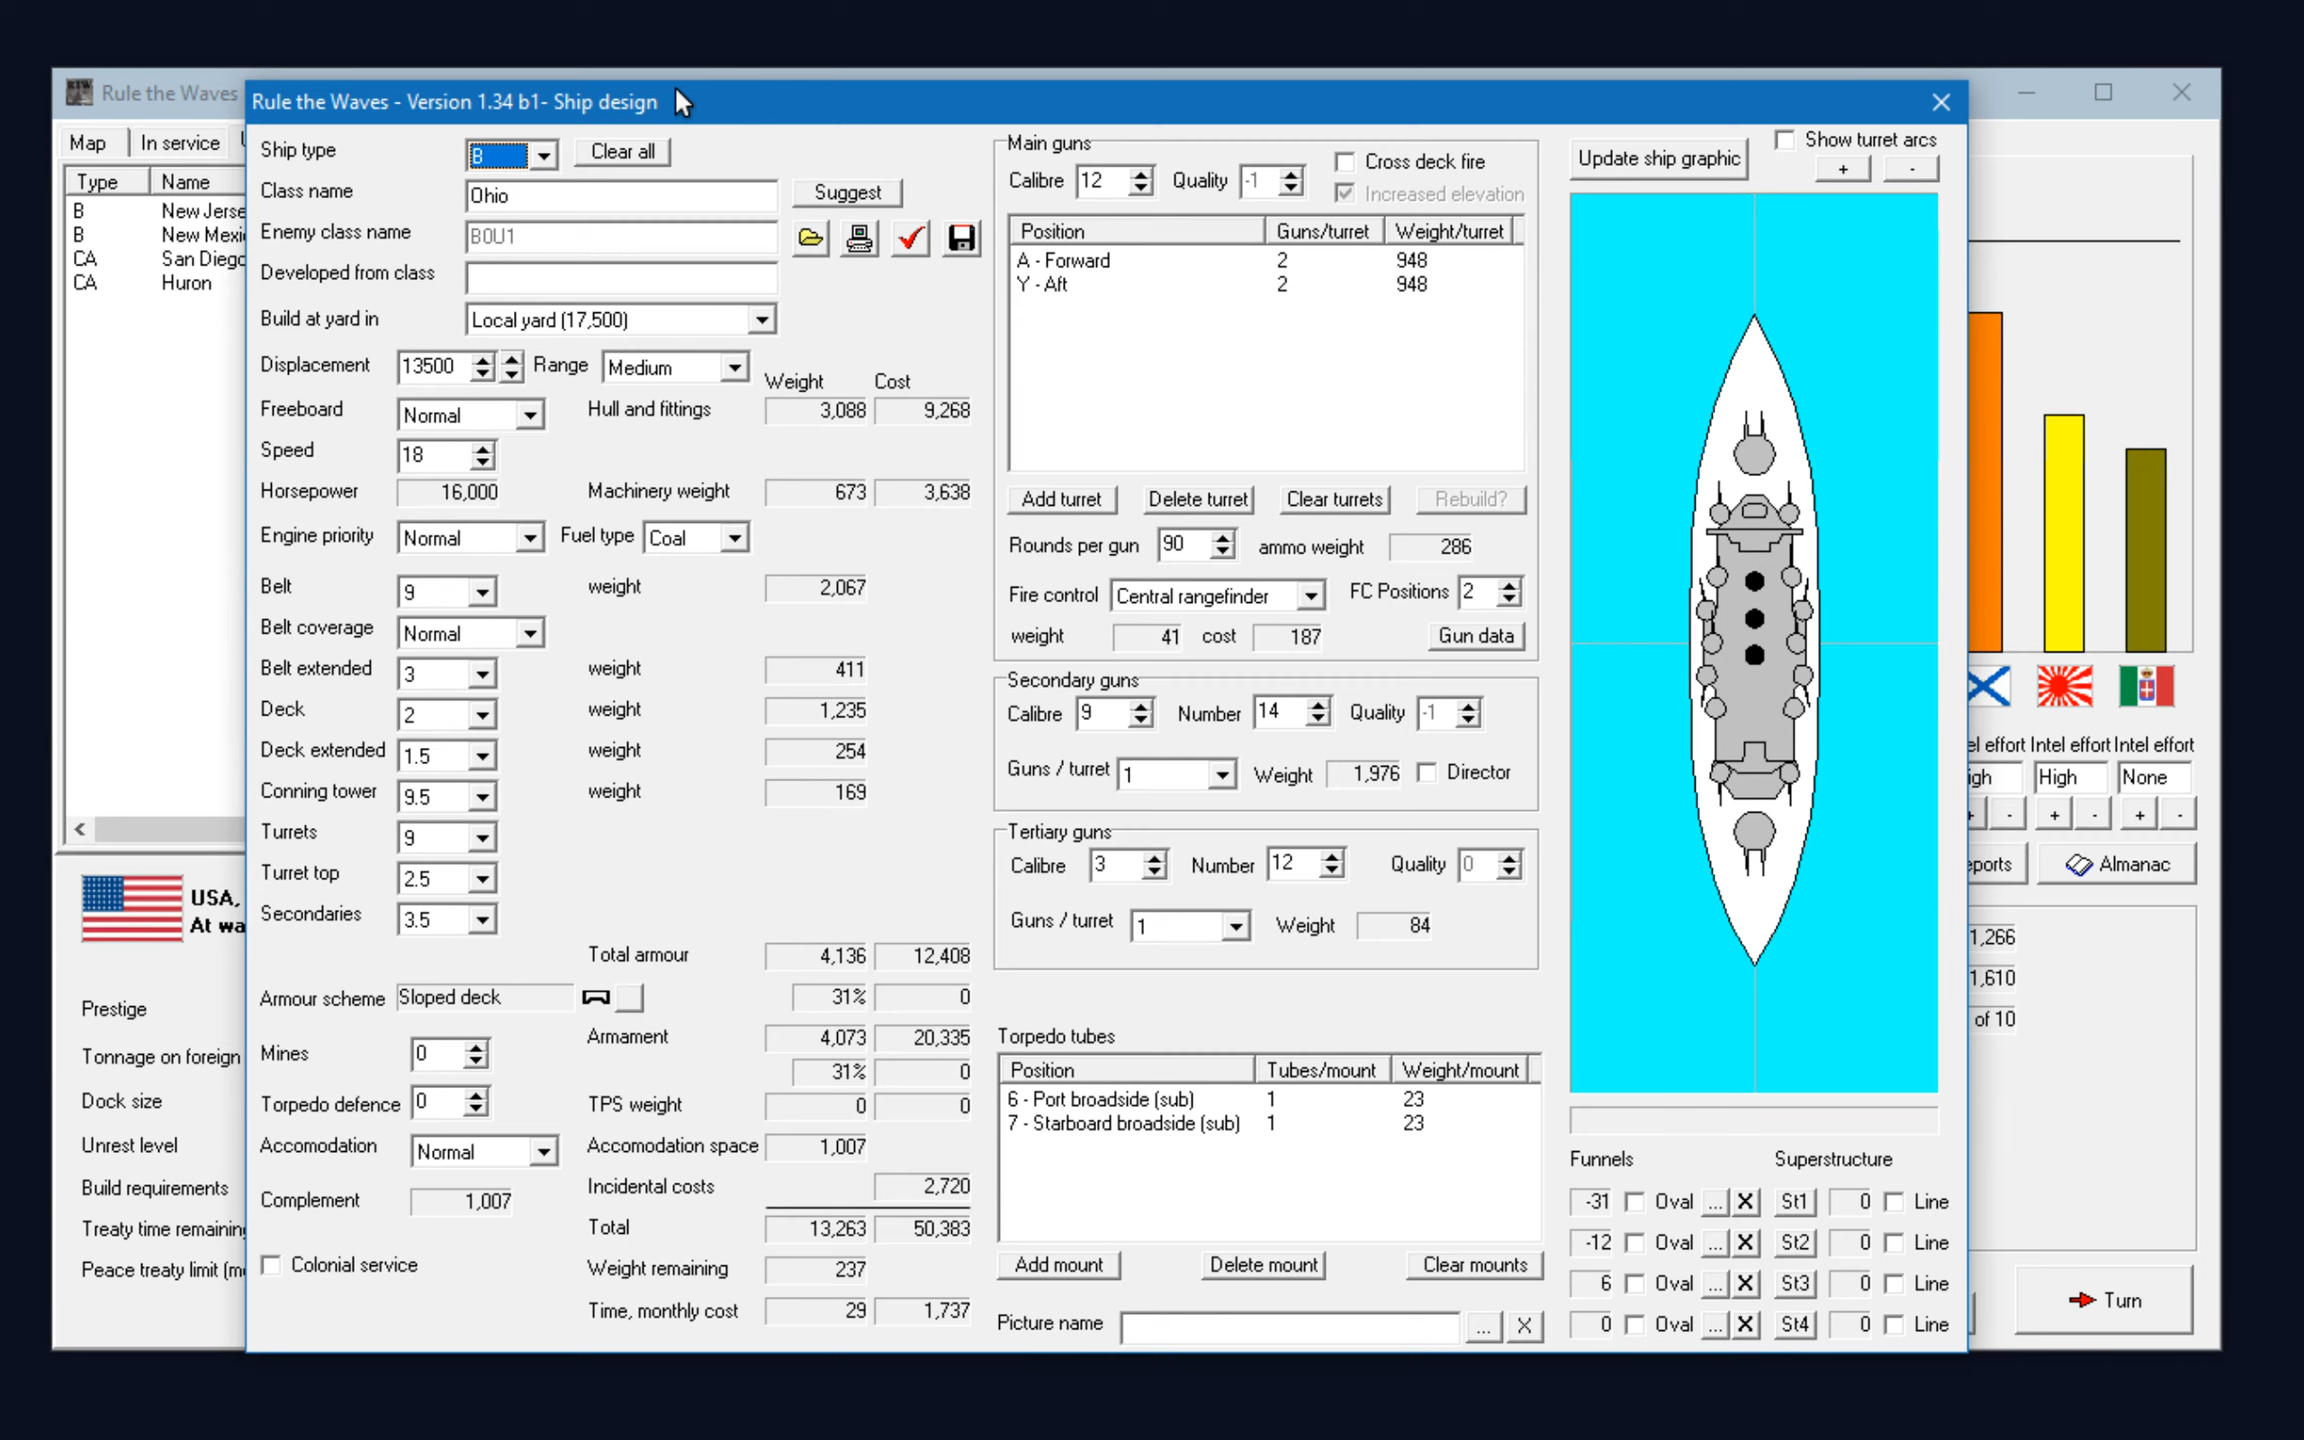 Rule the Waves
Rule the Waves - Version 1.34 b1- Ship design
Map
In service
Type
Name
B
New Jerse
B
New Mexi
CA
San Diego
CA
Huron
Ship type
B
Clear all
Class name
Ohio
Suggest
Enemy class name
B0U1
Developed from class
Build at yard in
Local yard (17,500)
Displacement
13500
Range
Medium
Weight
Cost
Freeboard
Normal
Hull and fittings
3,088
9,268
Speed
18
Horsepower
16,000
Machinery weight
673
3,638
Engine priority
Normal
Fuel type
Coal
Belt
9
weight
2,067
Belt coverage
Normal
Belt extended
3
weight
411
Deck
2
weight
1,235
Deck extended
1.5
weight
254
Conning tower
9.5
weight
169
Turrets
9
Turret top
2.5
Secondaries
3.5
Total armour
4,136
12,408
Armour scheme
Sloped deck
31%
0
Armament
4,073
20,335
Mines
0
31%
0
Torpedo defence
0
TPS weight
0
0
Accomodation
Normal
Accomodation space
1,007
Incidental costs
2,720
Complement
1,007
Total
13,263
50,383
Colonial service
Weight remaining
237
Time, monthly cost
29
1,737
Main guns
Calibre
12
Quality
-1
Cross deck fire
Increased elevation
Position
Guns/turret
Weight/turret
A - Forward
2
948
Y - Aft
2
948
Add turret
Delete turret
Clear turrets
Rebuild?
Rounds per gun
90
ammo weight
286
Fire control
Central rangefinder
FC Positions
2
weight
41
cost
187
Gun data
Secondary guns
Calibre
9
Number
14
Quality
-1
Guns / turret
1
Weight
1,976
Director
Tertiary guns
Calibre
3
Number
12
Quality
0
Guns / turret
1
Weight
84
Torpedo tubes
Position
Tubes/mount
Weight/mount
6 - Port broadside (sub)
1
23
7 - Starboard broadside (sub)
1
23
Add mount
Delete mount
Clear mounts
Picture name
...
X
Update ship graphic
Show turret arcs
+
-
Funnels
Superstructure
-31
Oval
...
X
St1
0
Line
-12
Oval
...
X
St2
0
Line
6
Oval
...
X
St3
0
Line
0
Oval
...
X
St4
0
Line
USA,
At wa
Prestige
Tonnage on foreign
Dock size
Unrest level
Build requirements
Treaty time remaining
Peace treaty limit (m
el effort
Intel effort
Intel effort
igh
High
None
+
-
+
-
+
-
eports
Almanac
1,266
1,610
of 10
Turn